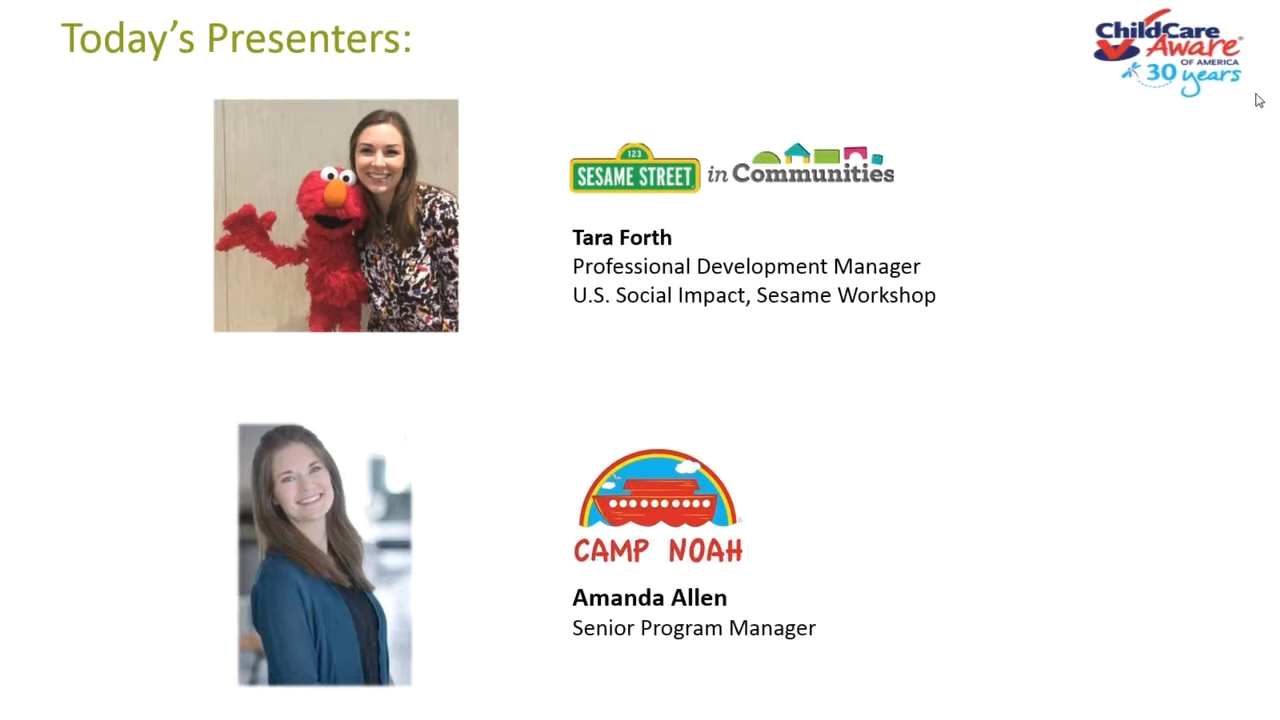 Today's Presenters:
ChildCare
Aware®
OF AMERICA
30 years
123
SESAME STREET
in Communities
Tara Forth
Professional Development Manager
U.S. Social Impact, Sesame Workshop
CAMP NOAH
Amanda Allen
Senior Program Manager